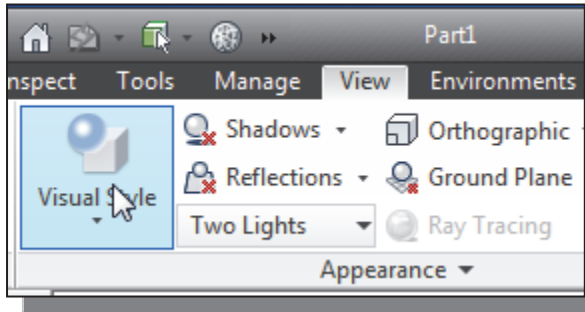 Part1
nspect Tools Manage View Environments
Shadows Orthographic
Reflections Ground Plane
Visual Style
Two Lights Ray Tracing
Appearance